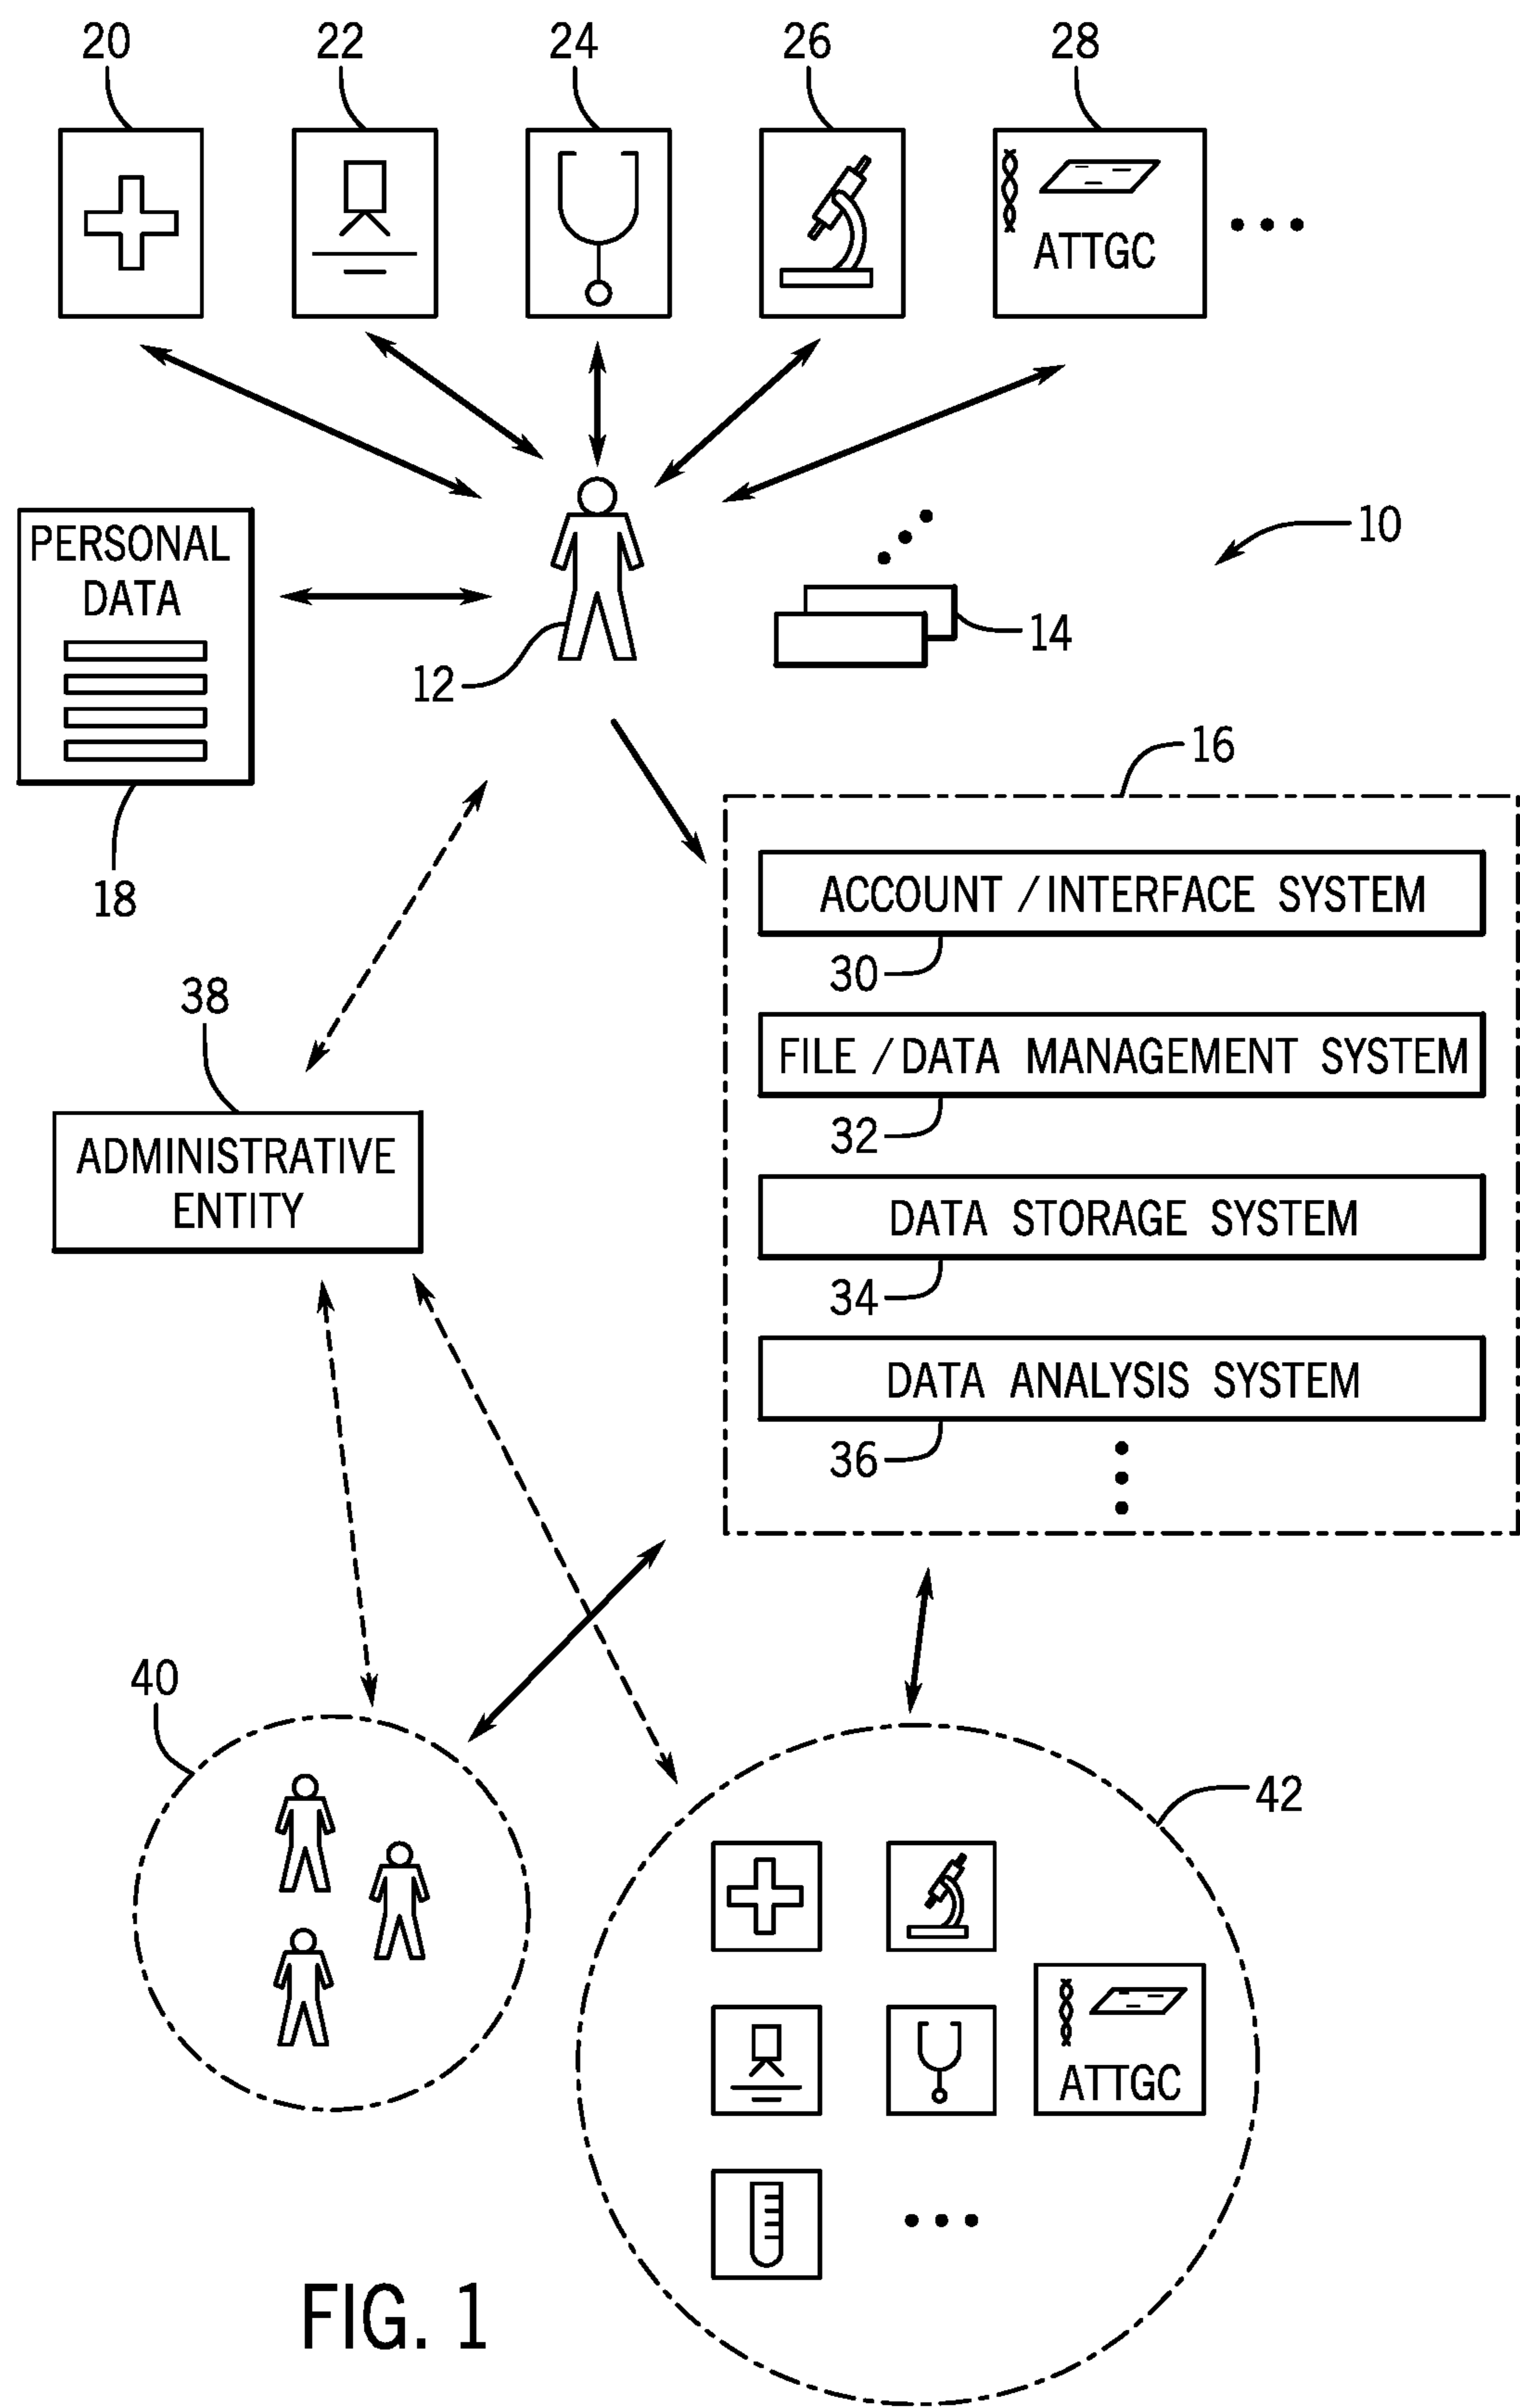 20 22 24 26 28
ATTGC
PERSONAL
DATA
10
14
12
16
18
ACCOUNT / INTERFACE SYSTEM
30
38
FILE / DATA MANAGEMENT SYSTEM
32
ADMINISTRATIVE
ENTITY
DATA STORAGE SYSTEM
34
DATA ANALYSIS SYSTEM
36
40
42
ATTGC
FIG. 1